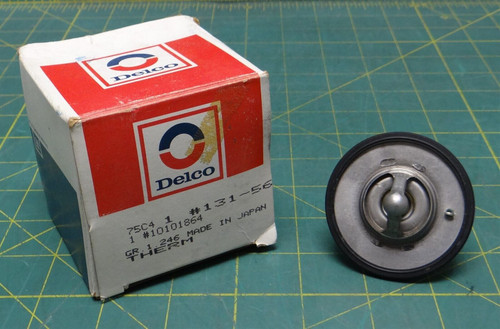 Delco
Delco
75C4 1 #131-56
1 #10101864
GR.1.246 MADE IN JAPAN
THERM